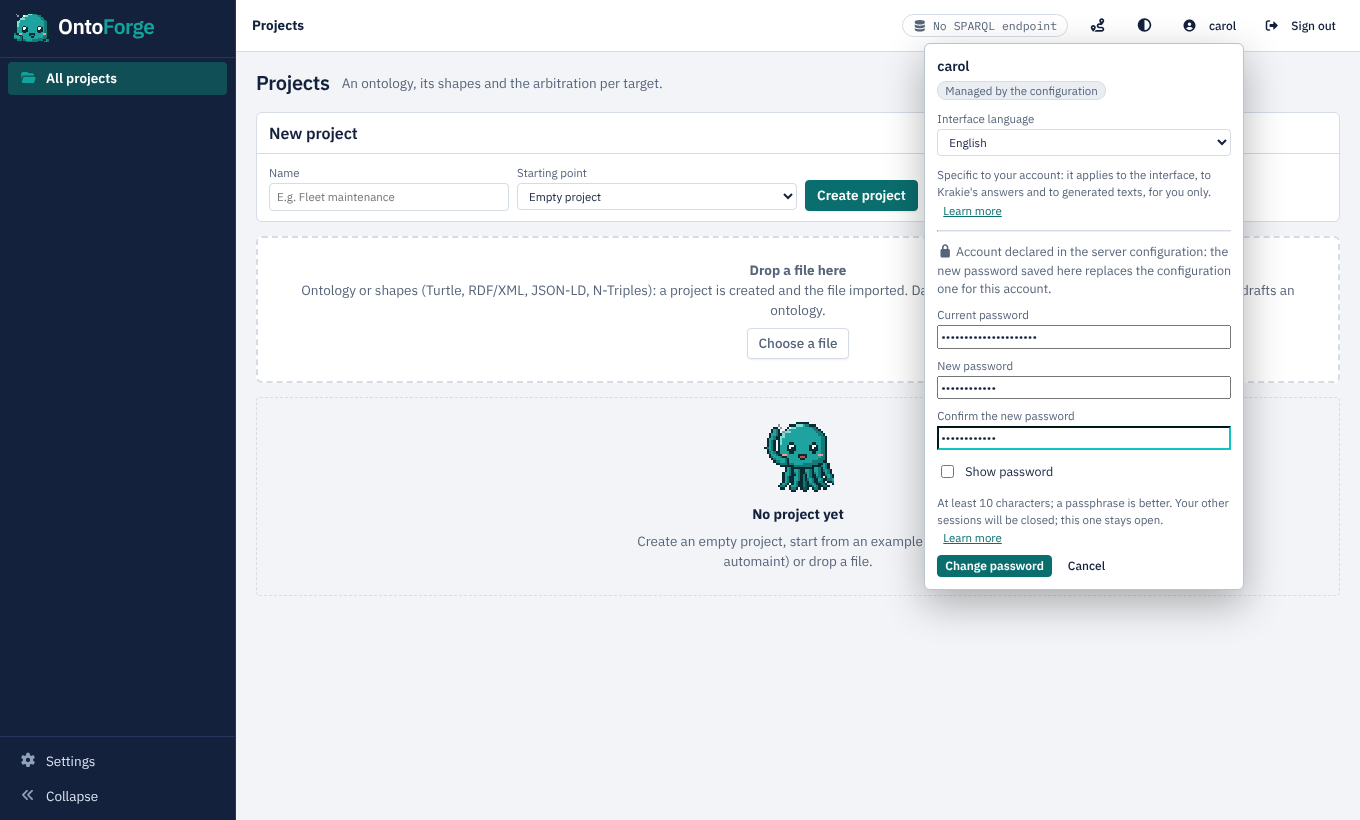 OntoForge
All projects
Settings
Collapse
Projects
No SPARQL endpoint
carol
Sign out
Projects
An ontology, its shapes and the arbitration per target.
New project
Name
E.g. Fleet maintenance
Starting point
Empty project
Create project
Drop a file here
Ontology or shapes (Turtle, RDF/XML, JSON-LD, N-Triples): a project is created and the file imported.
drafts an
ontology.
Choose a file
No project yet
Create an empty project, start from an example
automaint) or drop a file.
carol
Managed by the configuration
Interface language
English
Specific to your account: it applies to the interface, to
Krakie's answers and to generated texts, for you only.
Learn more
Account declared in the server configuration: the
new password saved here replaces the configuration
one for this account.
Current password
•••••••••••••••••••••
New password
••••••••••••
Confirm the new password
••••••••••••
Show password
At least 10 characters; a passphrase is better. Your other
sessions will be closed; this one stays open.
Learn more
Change password
Cancel